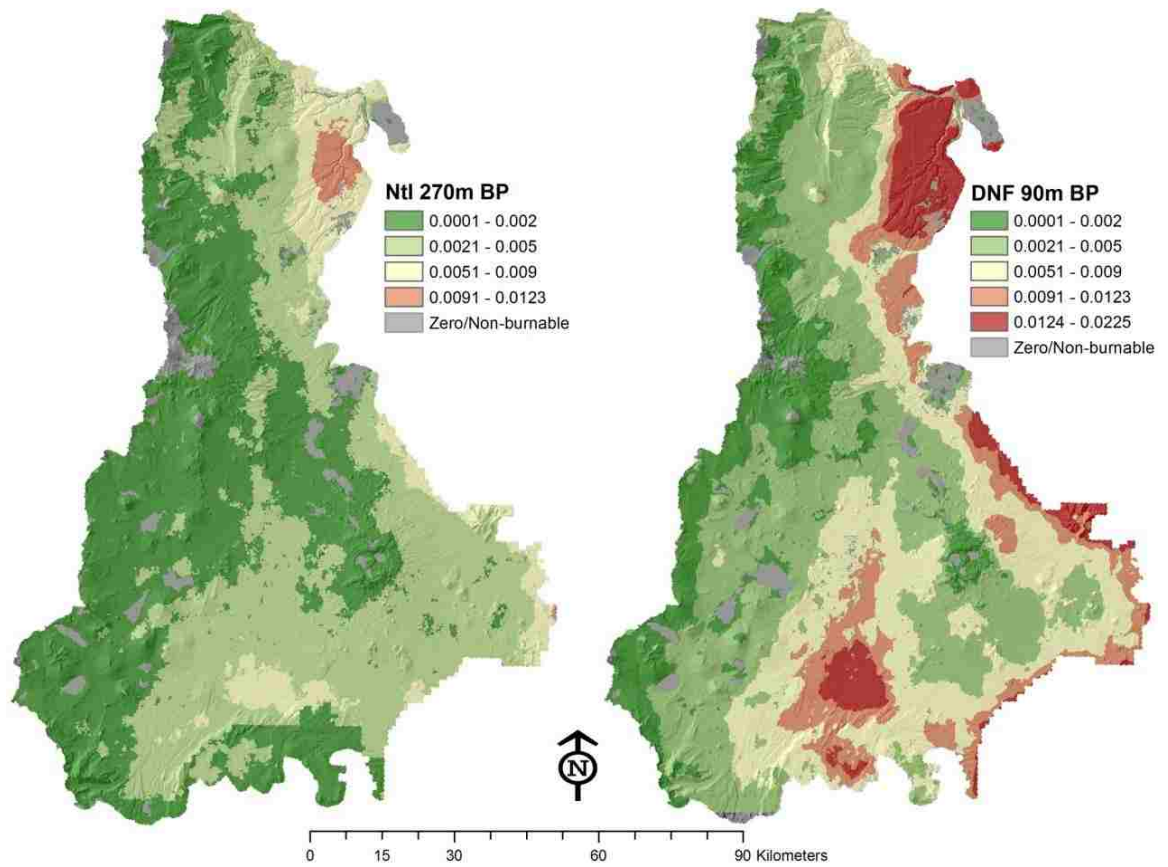 Ntl 270m BP
0.0001 - 0.002
0.0021 - 0.005
0.0051 - 0.009
0.0091 - 0.0123
Zero/Non-burnable
DNF 90m BP
0.0001 - 0.002
0.0021 - 0.005
0.0051 - 0.009
0.0091 - 0.0123
0.0124 - 0.0225
Zero/Non-burnable
N
0 15 30 60 90 Kilometers